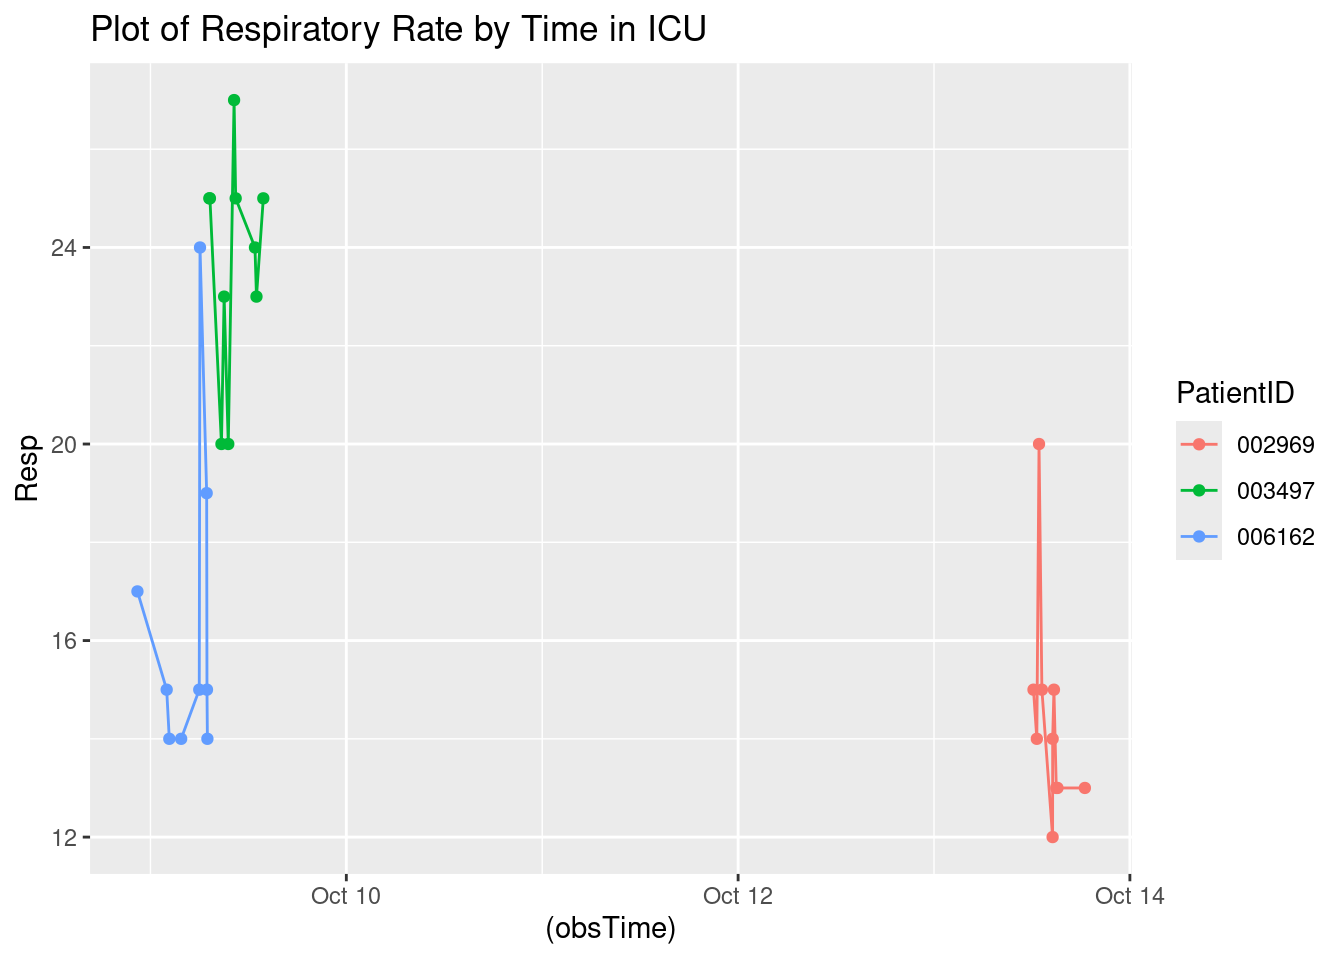 Plot of Respiratory Rate by Time in ICU
Resp
24
20
16
12
Oct 10
Oct 12
Oct 14
(obsTime)
PatientID
002969
003497
006162